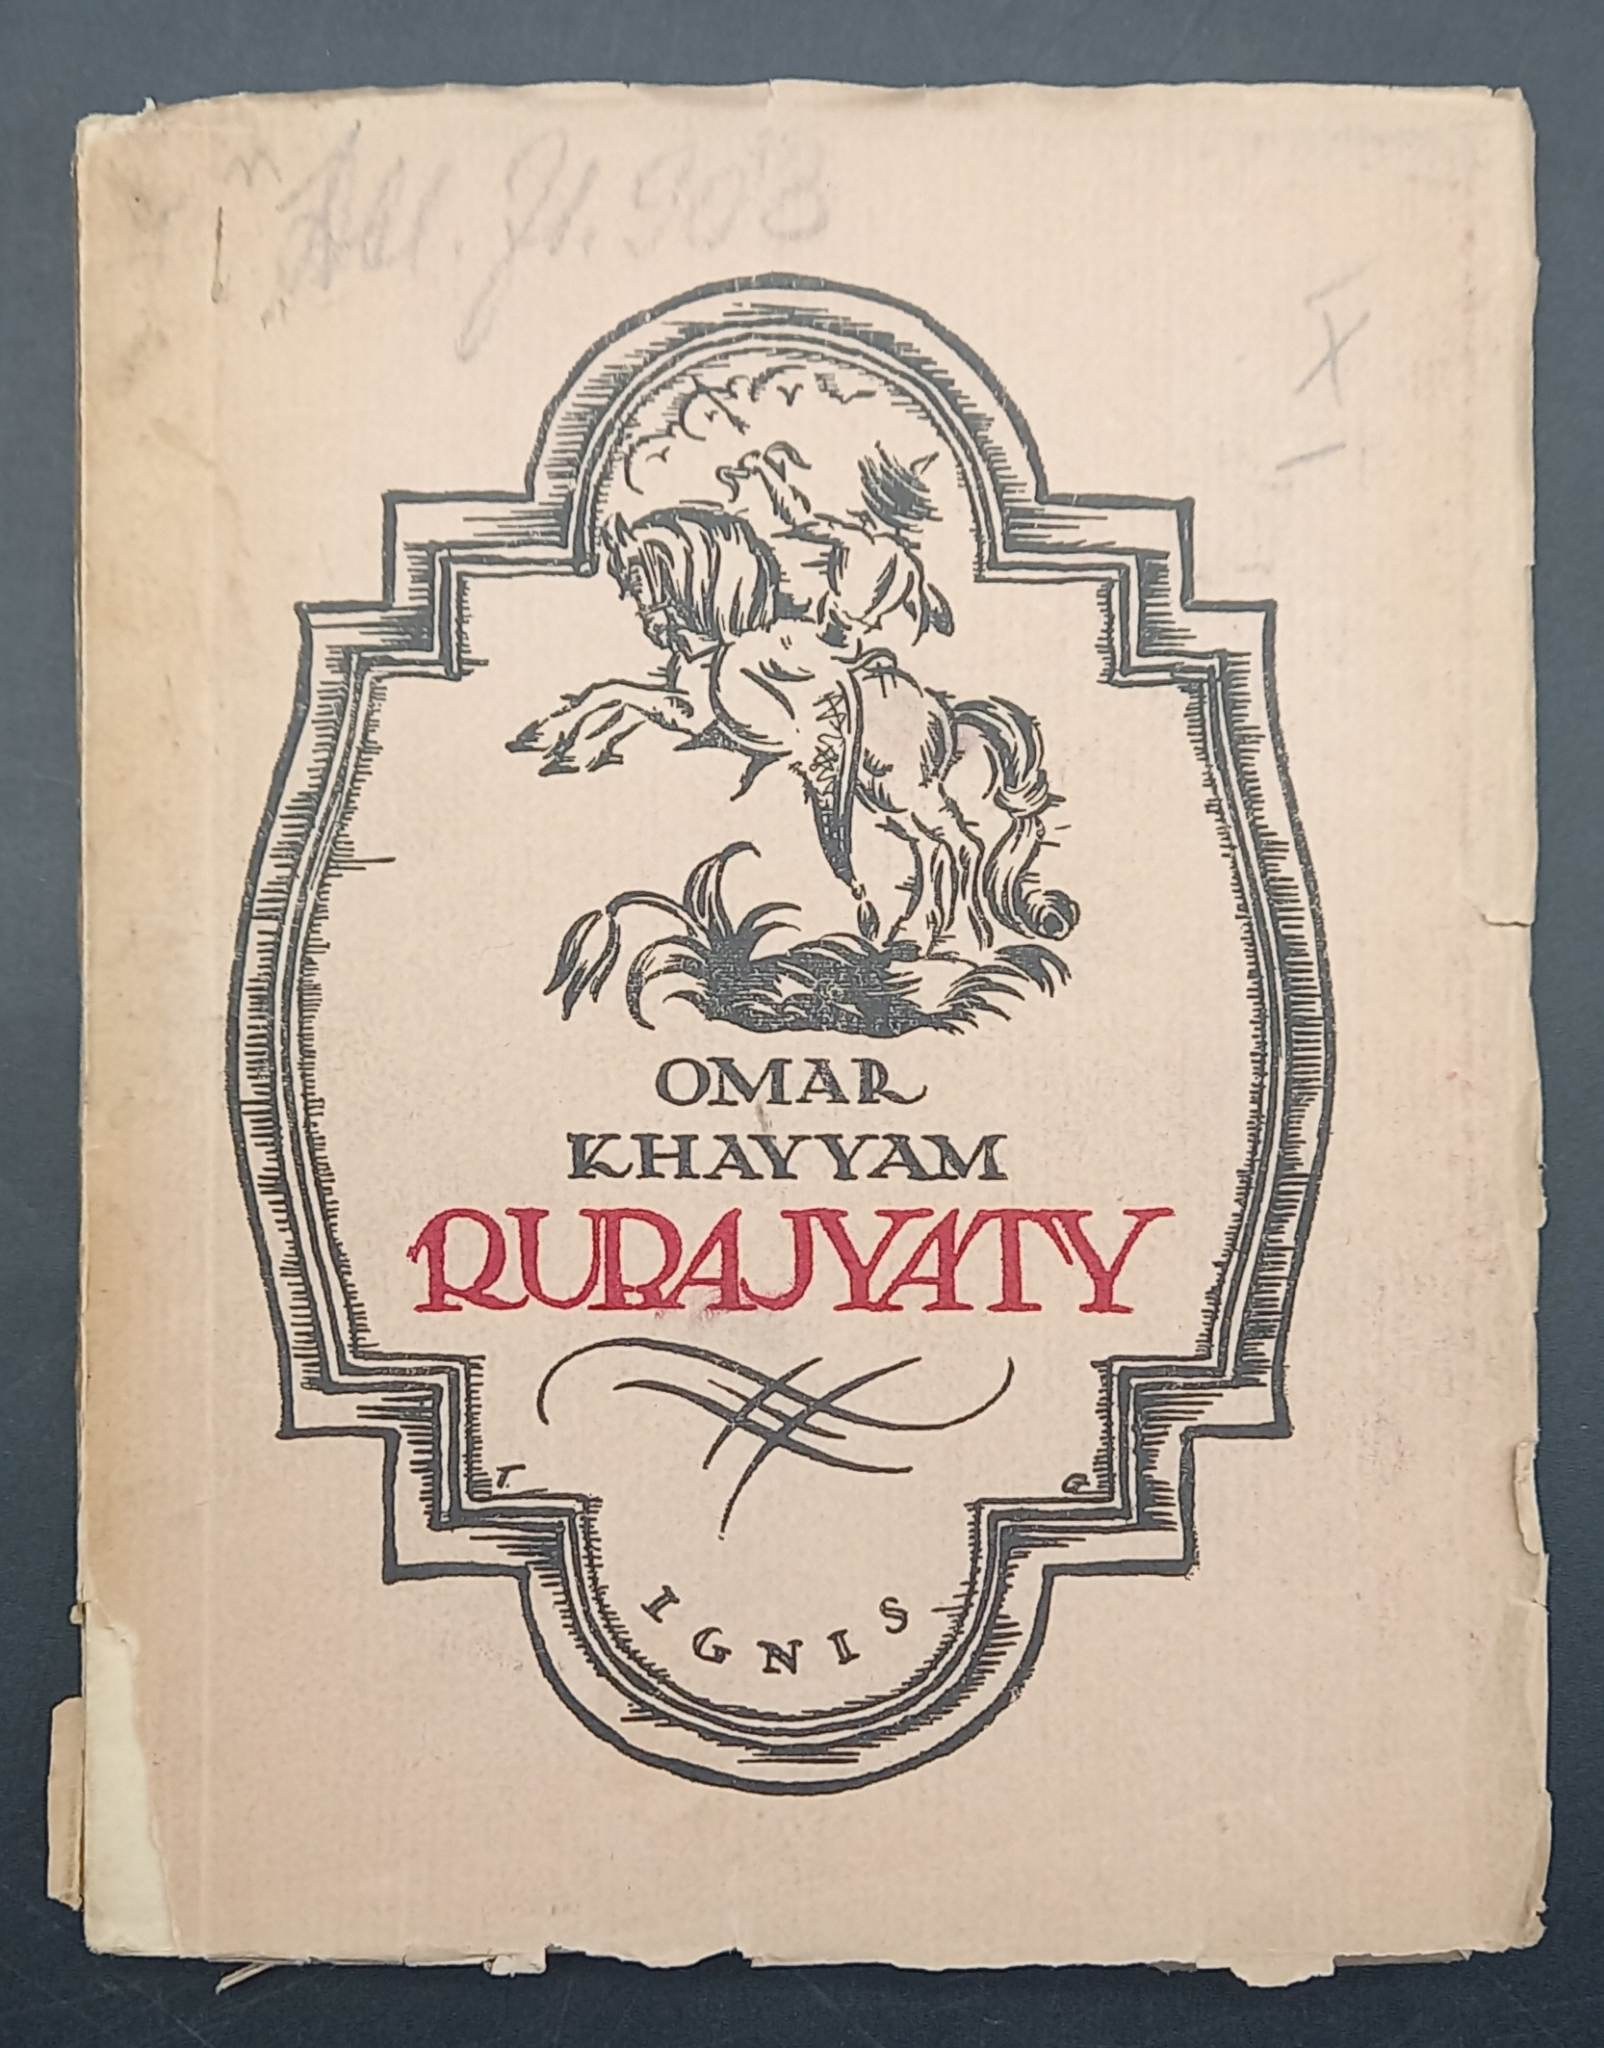 X
OMAR
KHAYYAM
RUBAJYATY
T. G
IGNIS